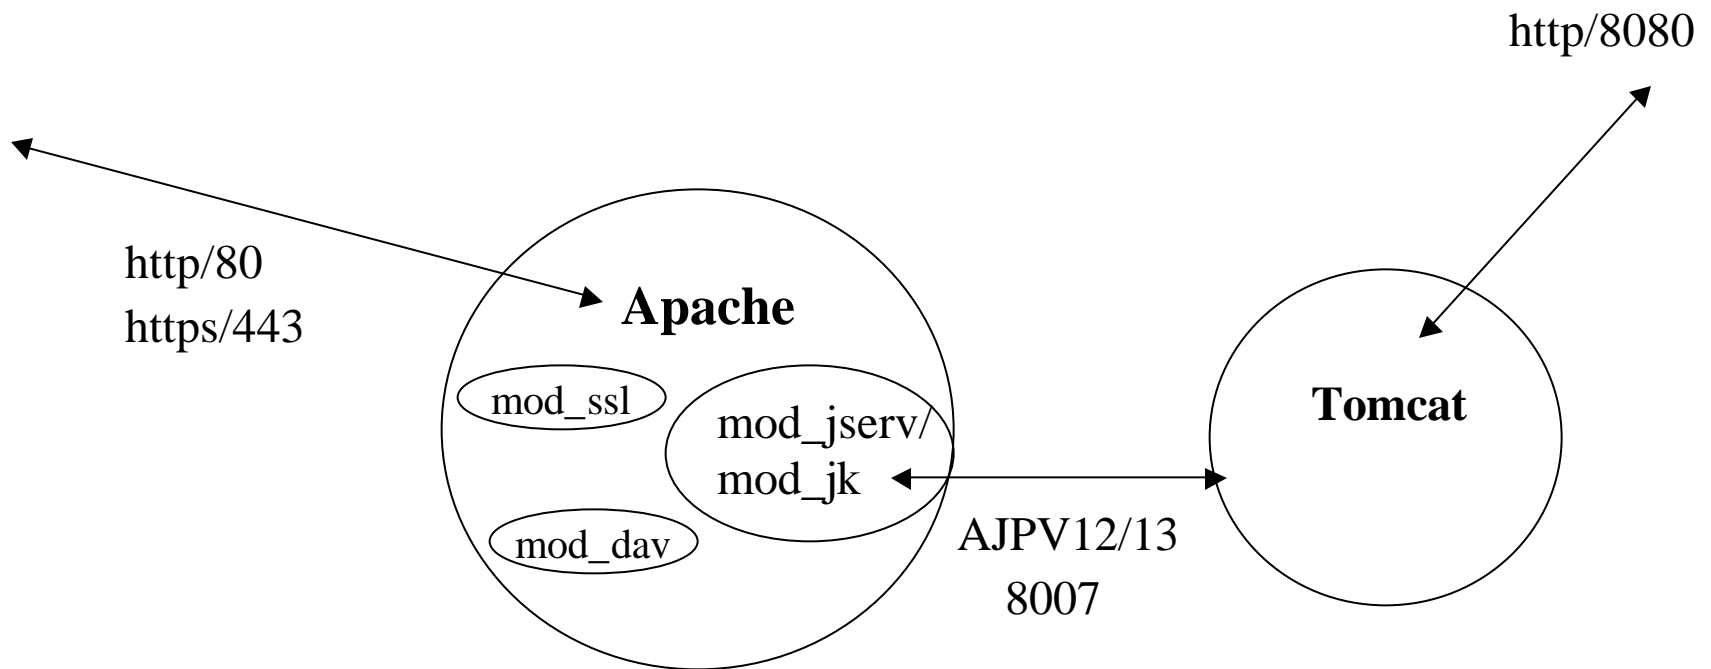 http/8080
http/80
https/443
Apache
mod_ssl
mod_jserv/
mod_jk
mod_dav
AJPV12/13
8007
Tomcat